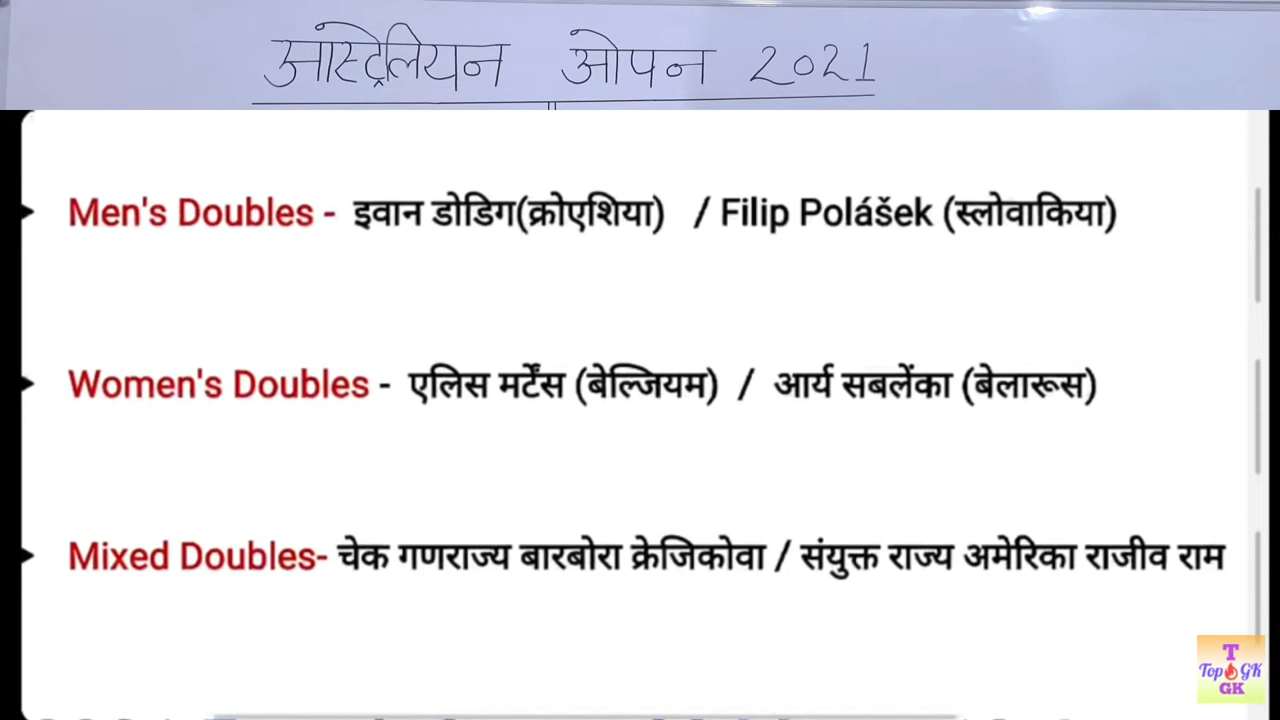 ऑस्ट्रेलियन ओपन 2021
Men's Doubles - इवान डोडिग(क्रोएशिया) / Filip Polášek (स्लोवाकिया)
Women's Doubles - एलिस मर्टेंस (बेल्जियम) / आर्य सबलेंका (बेलारूस)
Mixed Doubles- चेक गणराज्य बारबोरा क्रेजिकोवा / संयुक्त राज्य अमेरिका राजीव राम
T
Top GK
GK